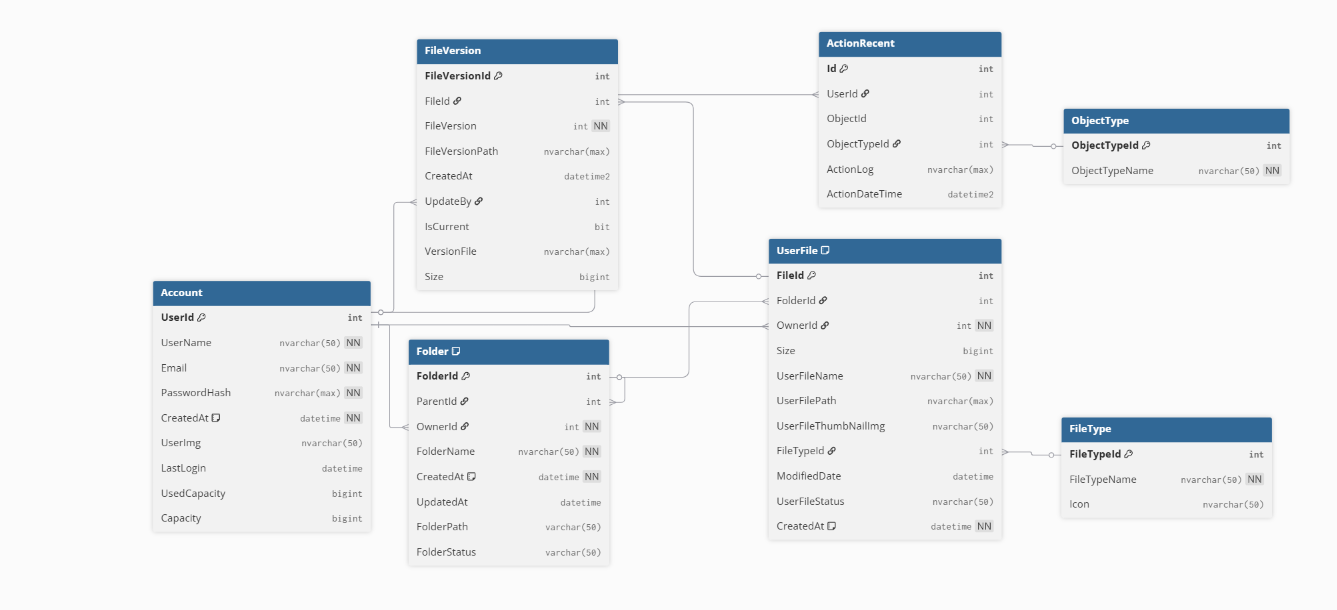 FileVersion
FileVersionId int
FileId int
FileVersion int NN
FileVersionPath nvarchar(max)
CreatedAt datetime2
UpdateBy int
IsCurrent bit
VersionFile nvarchar(max)
Size bigint
ActionRecent
Id int
UserId int
ObjectId int
ObjectTypeId int
ActionLog nvarchar(max)
ActionDateTime datetime2
ObjectType
ObjectTypeId int
ObjectTypeName nvarchar(50) NN
Account
UserId int
UserName nvarchar(50) NN
Email nvarchar(50) NN
PasswordHash nvarchar(max) NN
CreatedAt datetime NN
UserImg nvarchar(50)
LastLogin datetime
UsedCapacity bigint
Capacity bigint
Folder
FolderId int
ParentId int
OwnerId int NN
FolderName nvarchar(50) NN
CreatedAt datetime NN
UpdatedAt datetime
FolderPath varchar(50)
FolderStatus varchar(50)
UserFile
FileId int
FolderId int
OwnerId int NN
Size bigint
UserFileName nvarchar(50) NN
UserFilePath nvarchar(max)
UserFileThumbNailImg nvarchar(50)
FileTypeId int
ModifiedDate datetime
UserFileStatus nvarchar(50)
CreatedAt datetime NN
FileType
FileTypeId int
FileTypeName nvarchar(50) NN
Icon nvarchar(50)